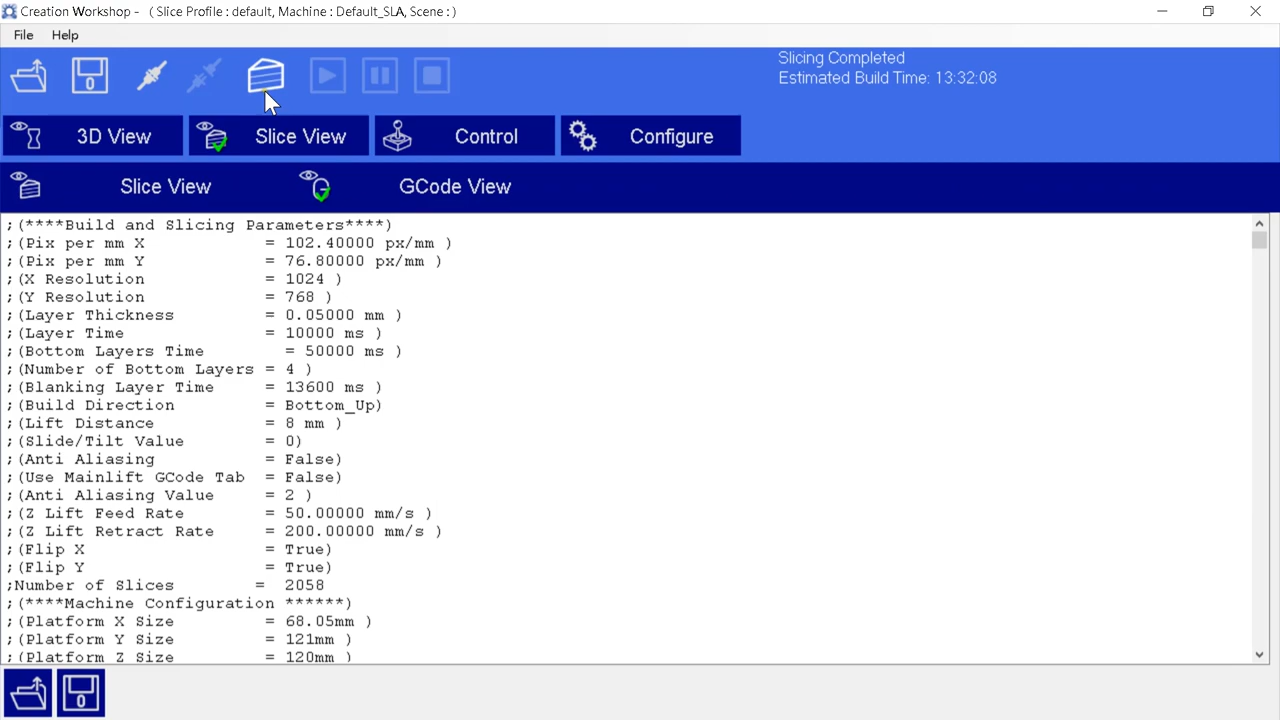 Creation Workshop - ( Slice Profile : default, Machine : Default_SLA, Scene : )
File Help
Slicing Completed
Estimated Build Time: 13:32:08
3D View Slice View Control Configure
Slice View GCode View
;(****Build and Slicing Parameters****)
;(Pix per mm X = 102.40000 px/mm )
;(Pix per mm Y = 76.80000 px/mm )
;(X Resolution = 1024 )
;(Y Resolution = 768 )
;(Layer Thickness = 0.05000 mm )
;(Layer Time = 10000 ms )
;(Bottom Layers Time = 50000 ms )
;(Number of Bottom Layers = 4 )
;(Blanking Layer Time = 13600 ms )
;(Build Direction = Bottom_Up)
;(Lift Distance = 8 mm )
;(Slide/Tilt Value = 0)
;(Anti Aliasing = False)
;(Use Mainlift GCode Tab = False)
;(Anti Aliasing Value = 2 )
;(Z Lift Feed Rate = 50.00000 mm/s )
;(Z Lift Retract Rate = 200.00000 mm/s )
;(Flip X = True)
;(Flip Y = True)
;Number of Slices = 2058
;(****Machine Configuration ******)
;(Platform X Size = 68.05mm )
;(Platform Y Size = 121mm )
;(Platform Z Size = 120mm )